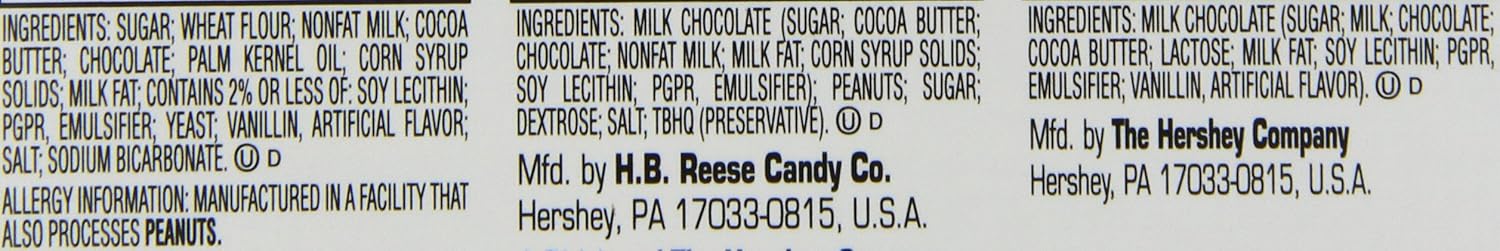 INGREDIENTS: SUGAR; WHEAT FLOUR; NONFAT MILK; COCOA
BUTTER; CHOCOLATE; PALM KERNEL OIL; CORN SYRUP
SOLIDS; MILK FAT; CONTAINS 2% OR LESS OF: SOY LECITHIN;
PGPR, EMULSIFIER; YEAST; VANILLIN, ARTIFICIAL FLAVOR;
SALT; SODIUM BICARBONATE. Ⓤ D
ALLERGY INFORMATION: MANUFACTURED IN A FACILITY THAT
ALSO PROCESSES PEANUTS.
INGREDIENTS: MILK CHOCOLATE (SUGAR; COCOA BUTTER;
CHOCOLATE; NONFAT MILK; MILK FAT; CORN SYRUP SOLIDS;
SOY LECITHIN; PGPR, EMULSIFIER); PEANUTS; SUGAR;
DEXTROSE; SALT; TBHQ (PRESERVATIVE). Ⓤ D
Mfd. by H.B. Reese Candy Co.
Hershey, PA 17033-0815, U.S.A.
INGREDIENTS: MILK CHOCOLATE (SUGAR; MILK; CHOCOLATE;
COCOA BUTTER; LACTOSE; MILK FAT; SOY LECITHIN; PGPR,
EMULSIFIER; VANILLIN, ARTIFICIAL FLAVOR). Ⓤ D
Mfd. by The Hershey Company
Hershey, PA 17033-0815, U.S.A.